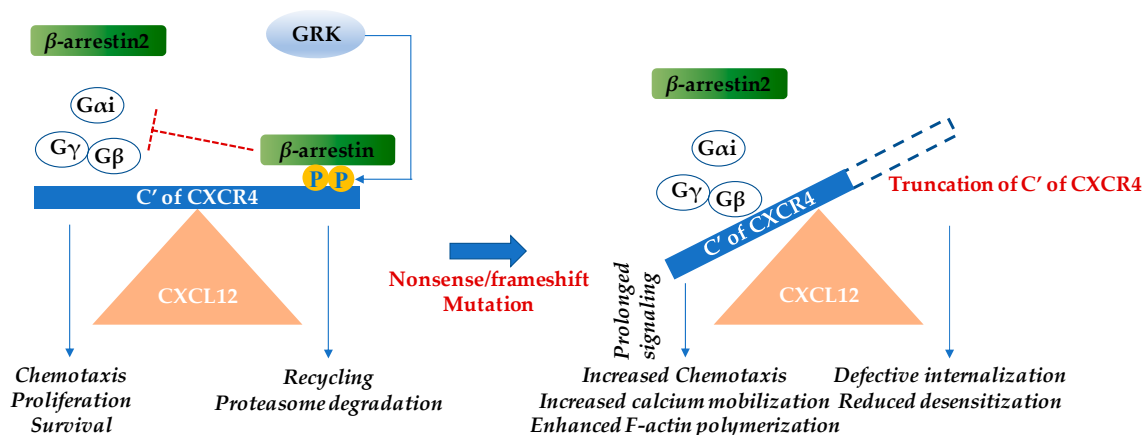 β-arrestin2
GRK
Gαi
Gγ
Gβ
β-arrestin
P P
C′ of CXCR4
CXCL12
Chemotaxis
Proliferation
Survival
Recycling
Proteasome degradation
Nonsense/frameshift
Mutation
β-arrestin2
Gαi
Gγ
Gβ
C′ of CXCR4
Truncation of C′ of CXCR4
CXCL12
Prolonged
signaling
Increased Chemotaxis
Increased calcium mobilization
Enhanced F-actin polymerization
Defective internalization
Reduced desensitization